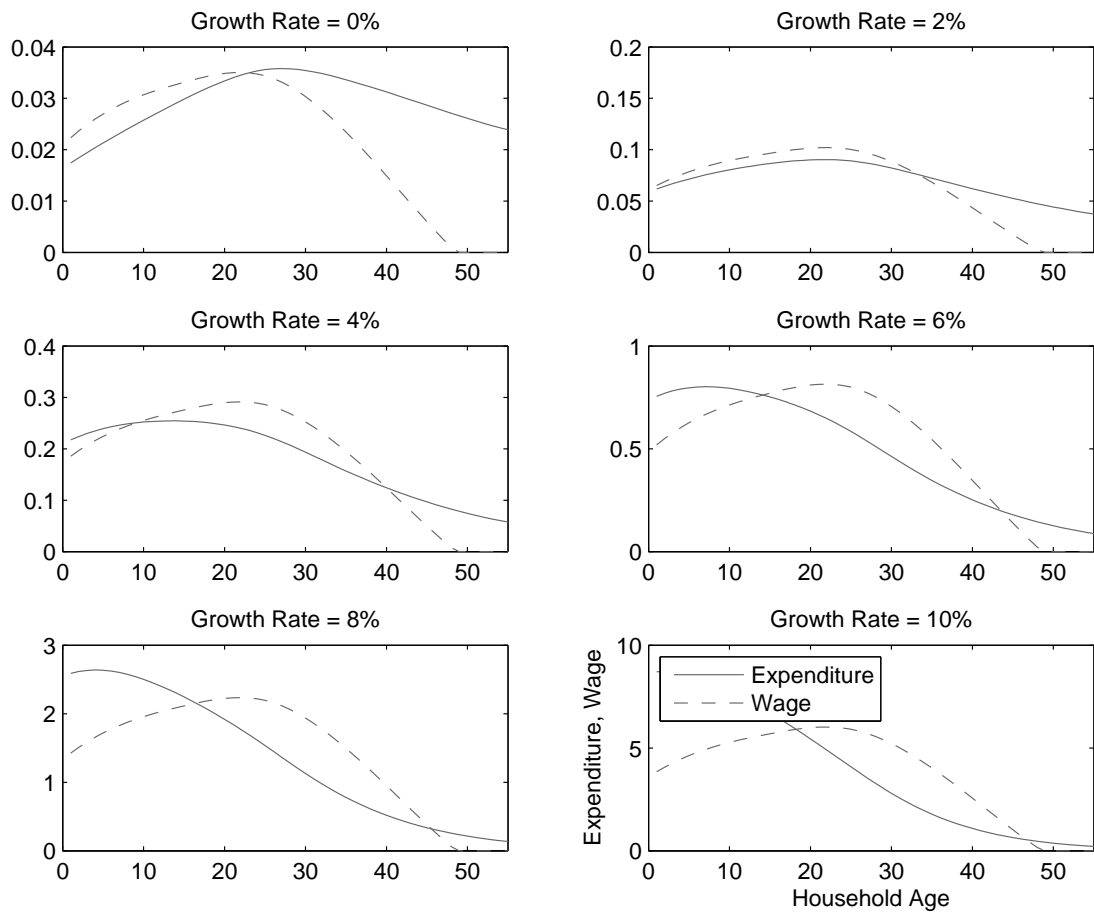 Growth Rate = 0%
0.04
0.03
0.02
0.01
0
0 10 20 30 40 50
Growth Rate = 2%
0.2
0.15
0.1
0.05
0
0 10 20 30 40 50
Growth Rate = 4%
0.4
0.3
0.2
0.1
0
0 10 20 30 40 50
Growth Rate = 6%
1
0.5
0
0 10 20 30 40 50
Growth Rate = 8%
3
2
1
0
0 10 20 30 40 50
Growth Rate = 10%
10
5
0
Expenditure, Wage
Expenditure
Wage
0 10 20 30 40 50
Household Age